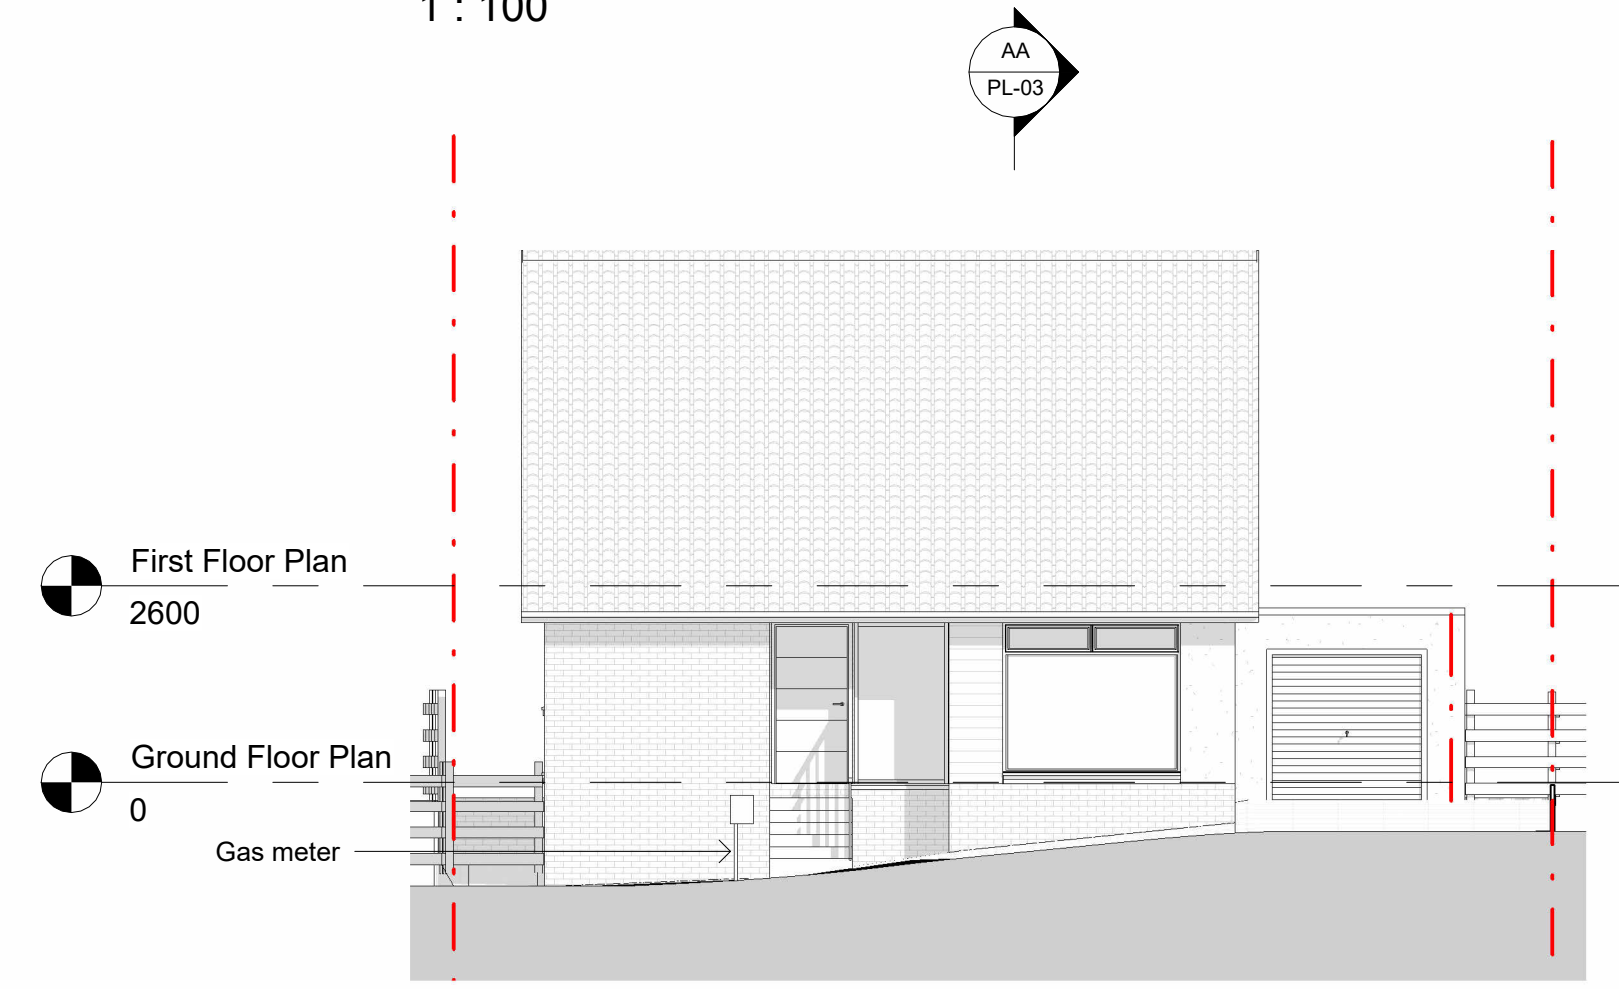 1 : 100
AA
PL-03
First Floor Plan
2600
Ground Floor Plan
0
Gas meter